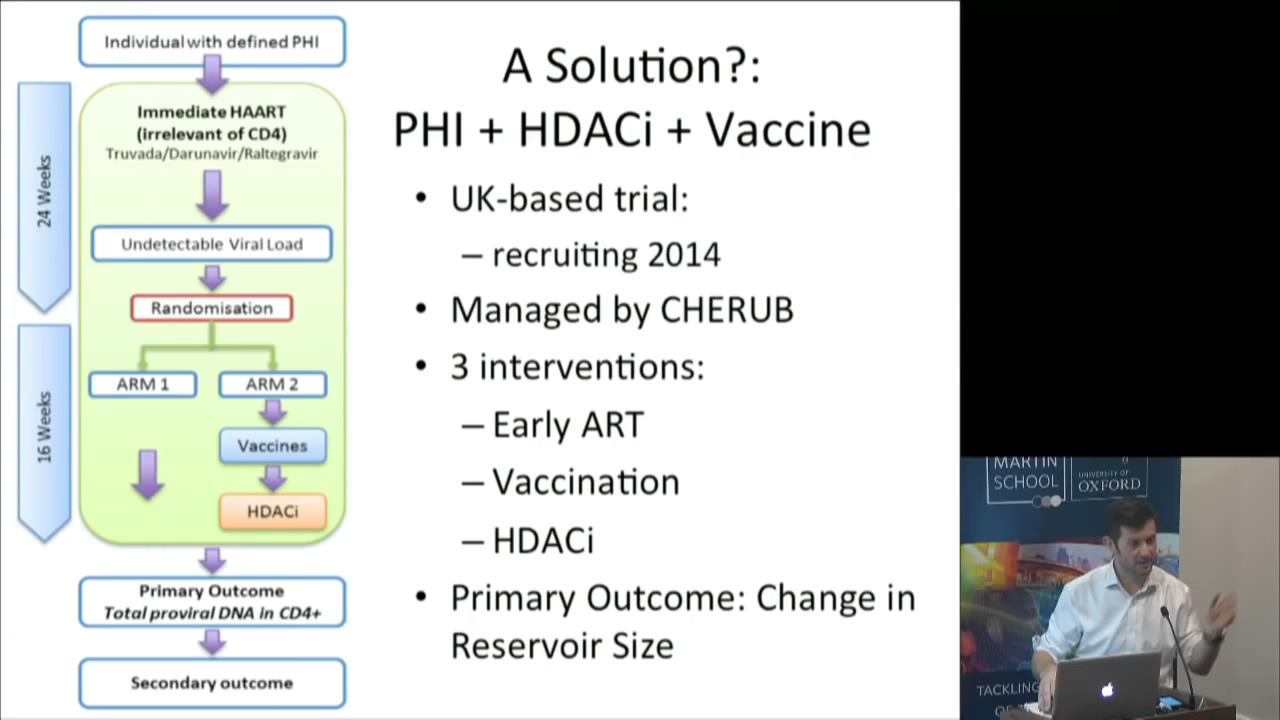 Individual with defined PHI
24 Weeks
Immediate HAART
(irrelevant of CD4)
Truvada/Darunavir/Raltegravir
Undetectable Viral Load
Randomisation
16 Weeks
ARM 1
ARM 2
Vaccines
HDACi
Primary Outcome
Total proviral DNA in CD4+
Secondary outcome
A Solution?:
PHI + HDACi + Vaccine
• UK-based trial:
– recruiting 2014
• Managed by CHERUB
• 3 interventions:
– Early ART
– Vaccination
– HDACi
• Primary Outcome: Change in
Reservoir Size
MARTIN
SCHOOL
UNIVERSITY OF
OXFORD
TACKLING